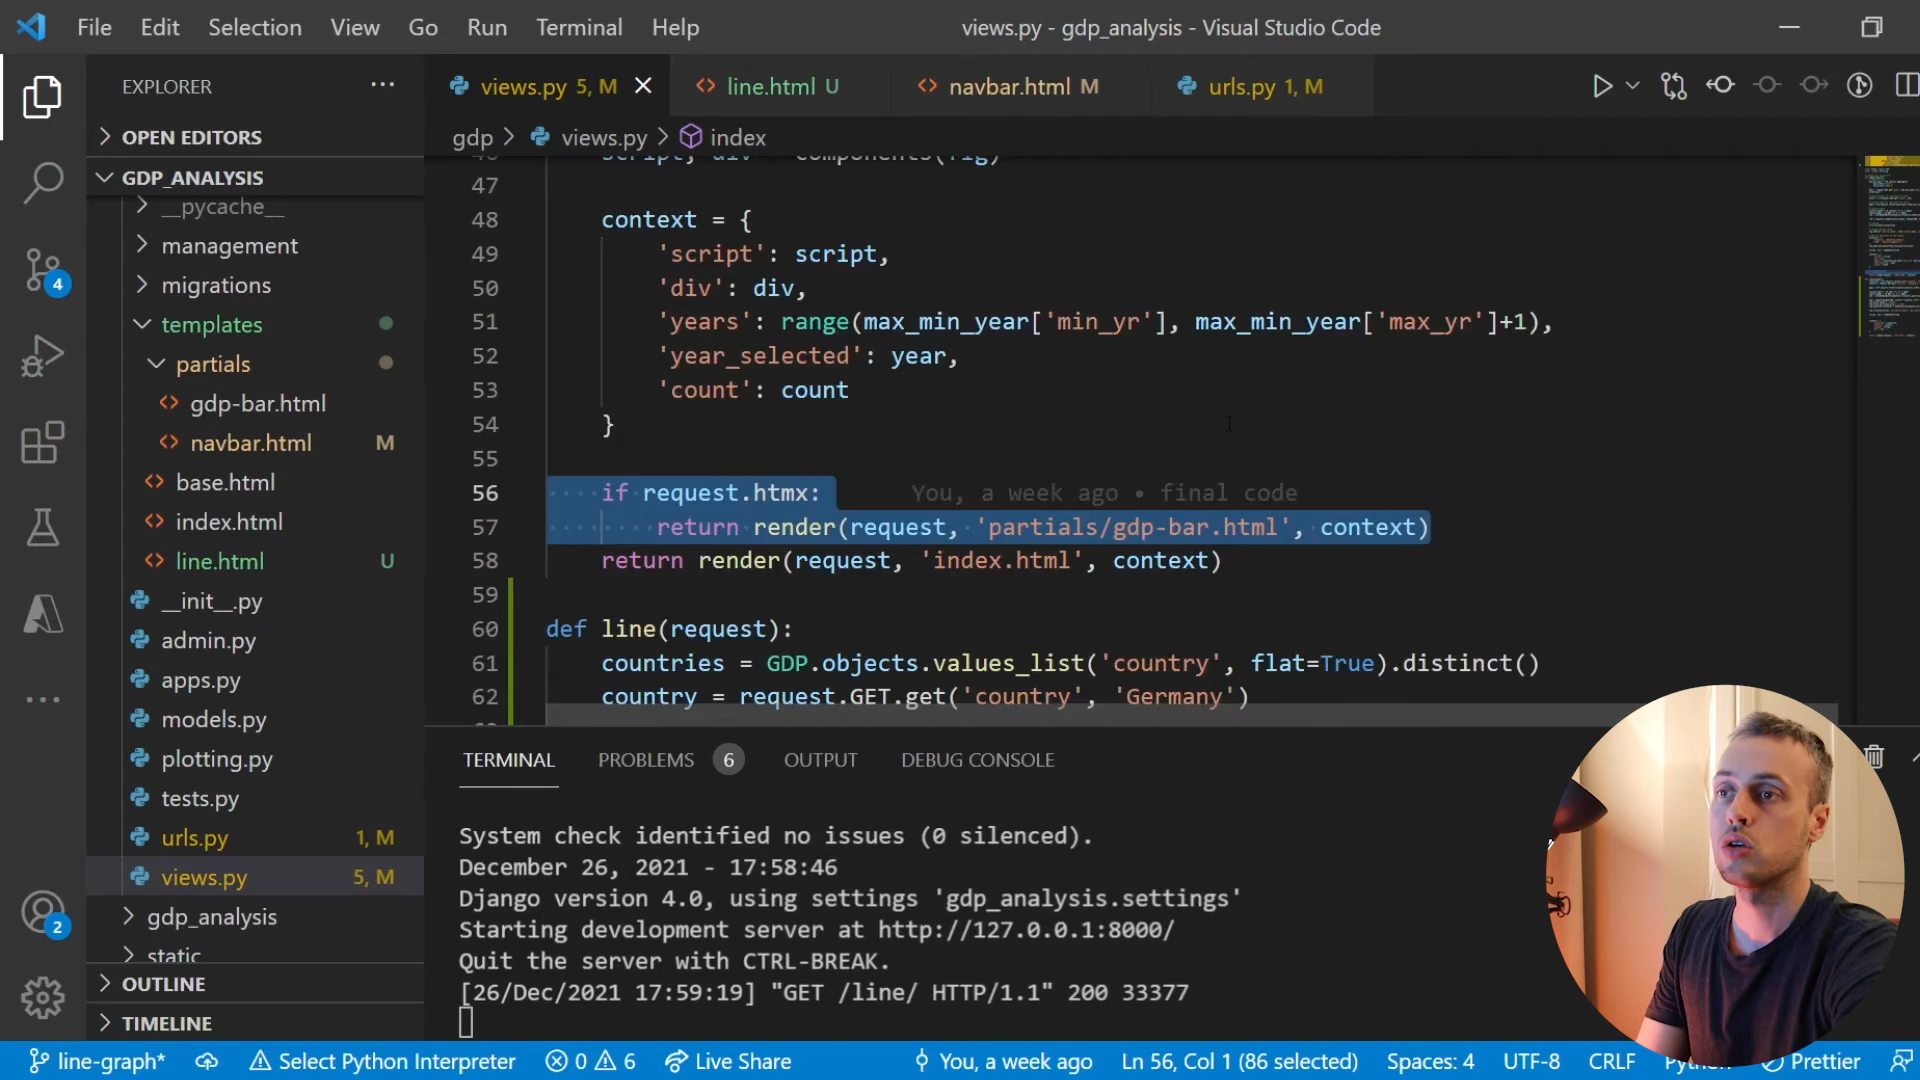 File Edit Selection View Go Run Terminal Help views.py - gdp_analysis - Visual Studio Code
EXPLORER
views.py 5, M line.html U navbar.html M urls.py 1, M
OPEN EDITORS
gdp > views.py > index
GDP_ANALYSIS
__pycache__
management
migrations
templates
partials
gdp-bar.html
navbar.html M
base.html
index.html
line.html U
__init__.py
admin.py
apps.py
models.py
plotting.py
tests.py
urls.py 1, M
views.py 5, M
gdp_analysis
static
OUTLINE
TIMELINE
4
2
46 script, div = components(fig)
47
48 context = {
49 'script': script,
50 'div': div,
51 'years': range(max_min_year['min_yr'], max_min_year['max_yr']+1),
52 'year_selected': year,
53 'count': count
54 }
55
56 if request.htmx: You, a week ago • final code
57 return render(request, 'partials/gdp-bar.html', context)
58 return render(request, 'index.html', context)
59
60 def line(request):
61 countries = GDP.objects.values_list('country', flat=True).distinct()
62 country = request.GET.get('country', 'Germany')
TERMINAL PROBLEMS 6 OUTPUT DEBUG CONSOLE
System check identified no issues (0 silenced).
December 26, 2021 - 17:58:46
Django version 4.0, using settings 'gdp_analysis.settings'
Starting development server at http://127.0.0.1:8000/
Quit the server with CTRL-BREAK.
[26/Dec/2021 17:59:19] "GET /line/ HTTP/1.1" 200 33377
line-graph* Select Python Interpreter 0 6 Live Share You, a week ago Ln 56, Col 1 (86 selected) Spaces: 4 UTF-8 CRLF Prettier